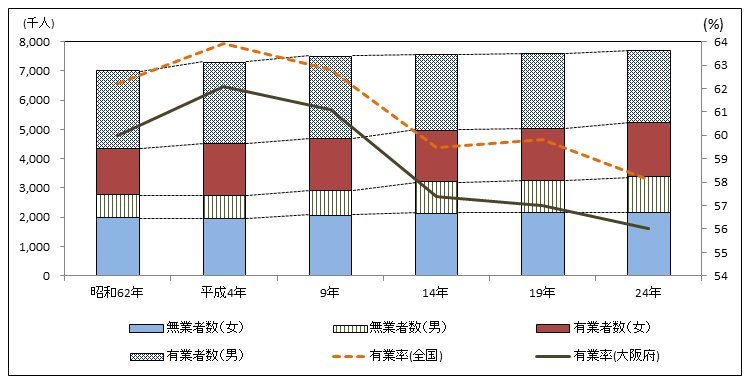 (千人) (%)
8,000 64
7,000 63
6,000 62
5,000 61
4,000 60
3,000 59
2,000 58
1,000 57
0 56
55
54
昭和62年 平成4年 9年 14年 19年 24年
無業者数(女) 無業者数(男) 有業者数(女)
有業者数(男) 有業率(全国) 有業率(大阪府)